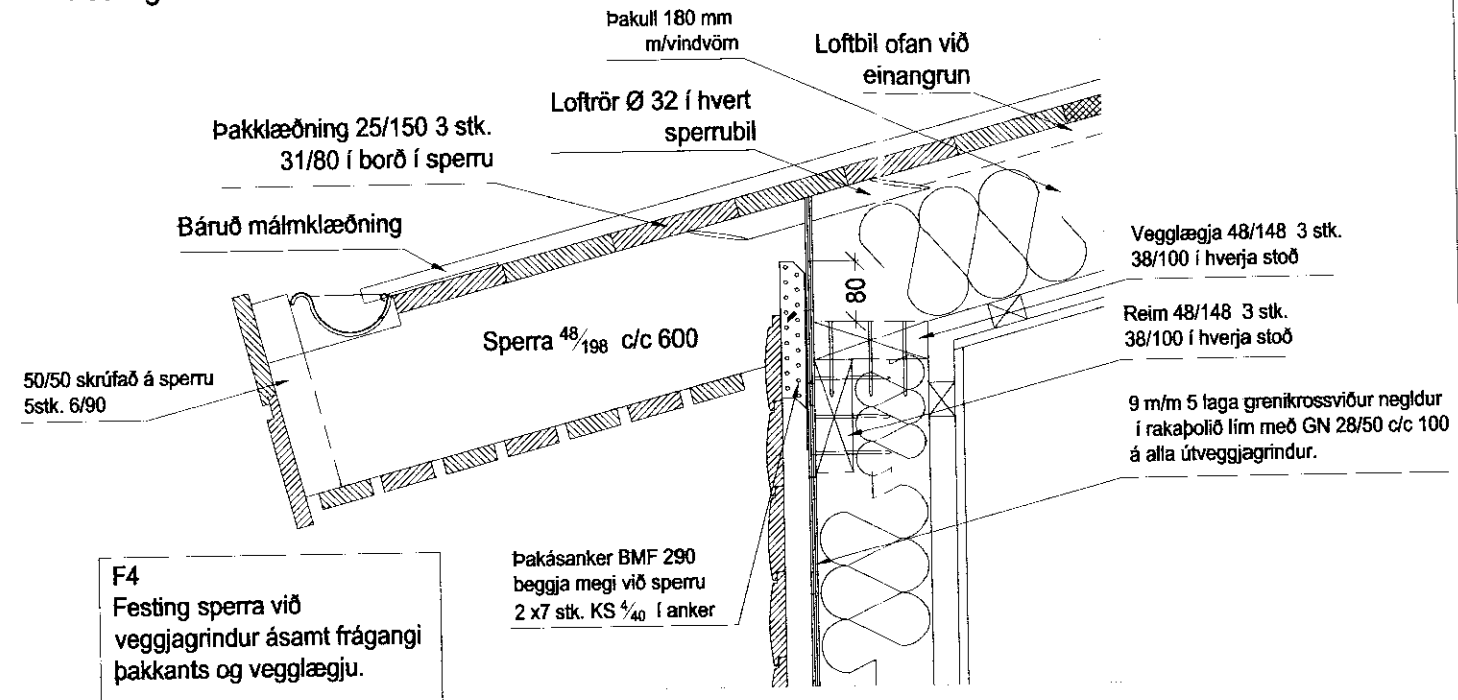 Þakull 180 mm
m/vindvörn
Loftbil ofan við
einangrun
Loftrör Ø 32 í hvert
sperrubil
Þakklæðning 25/150 3 stk.
31/80 í borð í sperru
Báruð málmklæðning
Vegglægja 48/148 3 stk.
38/100 í hverja stoð
80
Reim 48/148 3 stk.
38/100 í hverja stoð
Sperra 48/198 c/c 600
50/50 skrúfað á sperru
5stk. 6/90
9 m/m 5 laga grenikrossviður negldur
í rakaþolið lím með GN 28/50 c/c 100
á alla útveggjagrindur.
Þakásanker BMF 290
beggja megi við sperru
2 x7 stk. KS 4/40 í anker
F4
Festing sperra við
veggjagrindur ásamt frágangi
þakkants og vegglægju.